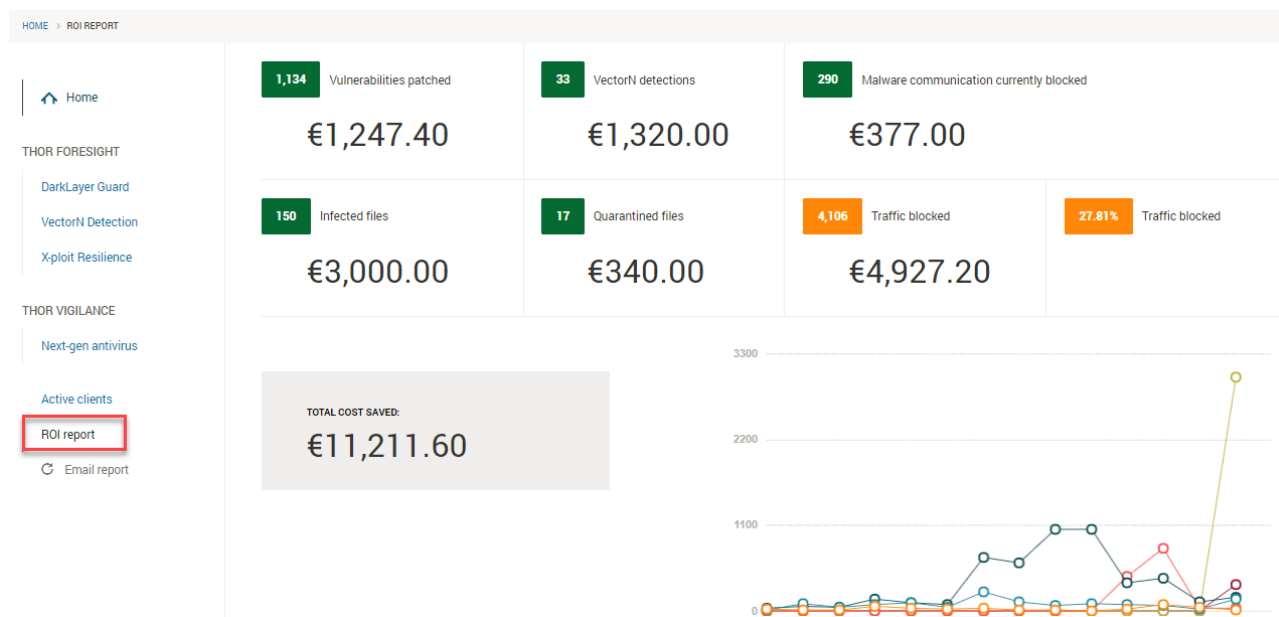 HOME > ROI REPORT
Home
THOR FORESIGHT
DarkLayer Guard
VectorN Detection
X-ploit Resilience
THOR VIGILANCE
Next-gen antivirus
Active clients
ROI report
Email report
1,134 Vulnerabilities patched
€1,247.40
33 VectorN detections
€1,320.00
290 Malware communication currently blocked
€377.00
150 Infected files
€3,000.00
17 Quarantined files
€340.00
4,106 Traffic blocked
€4,927.20
27.81% Traffic blocked
TOTAL COST SAVED:
€11,211.60
3300
2200
1100
0